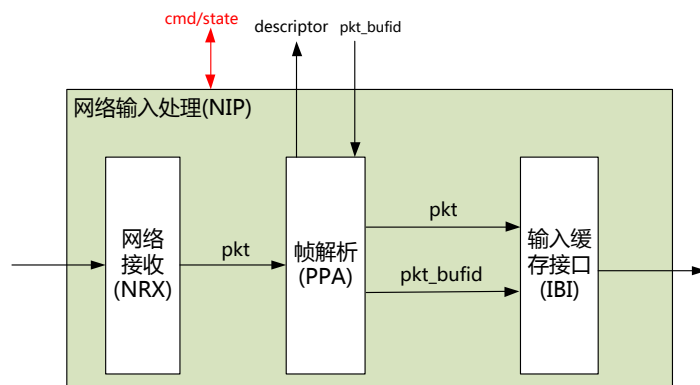 cmd/state
descriptor
pkt_bufid
网络输入处理(NIP)
网络
接收
(NRX)
pkt
帧解析
(PPA)
pkt
pkt_bufid
输入缓
存接口
(IBI)